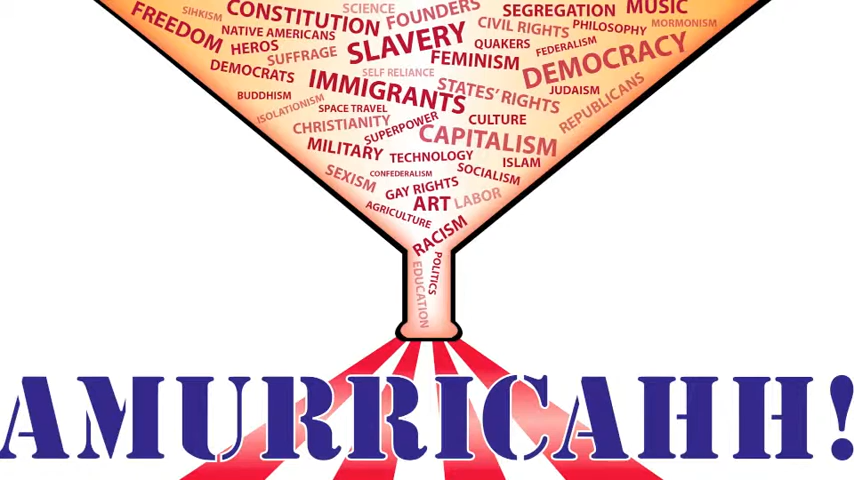 SCIENCE
SIKHISM
CONSTITUTION
FOUNDERS
SEGREGATION
MUSIC
FREEDOM
NATIVE AMERICANS
CIVIL RIGHTS
PHILOSOPHY
MORMONISM
HEROS
SUFFRAGE
SLAVERY
QUAKERS
FEDERALISM
DEMOCRATS
FEMINISM
DEMOCRACY
SELF RELIANCE
IMMIGRANTS
STATES' RIGHTS
JUDAISM
REPUBLICANS
BUDDHISM
ISOLATIONISM
SPACE TRAVEL
CHRISTIANITY
SUPERPOWER
CULTURE
CAPITALISM
MILITARY
TECHNOLOGY
ISLAM
SEXISM
CONFEDERALISM
SOCIALISM
GAY RIGHTS
ART
LABOR
AGRICULTURE
RACISM
EDUCATION
POLITICS
AMURRICAHH!